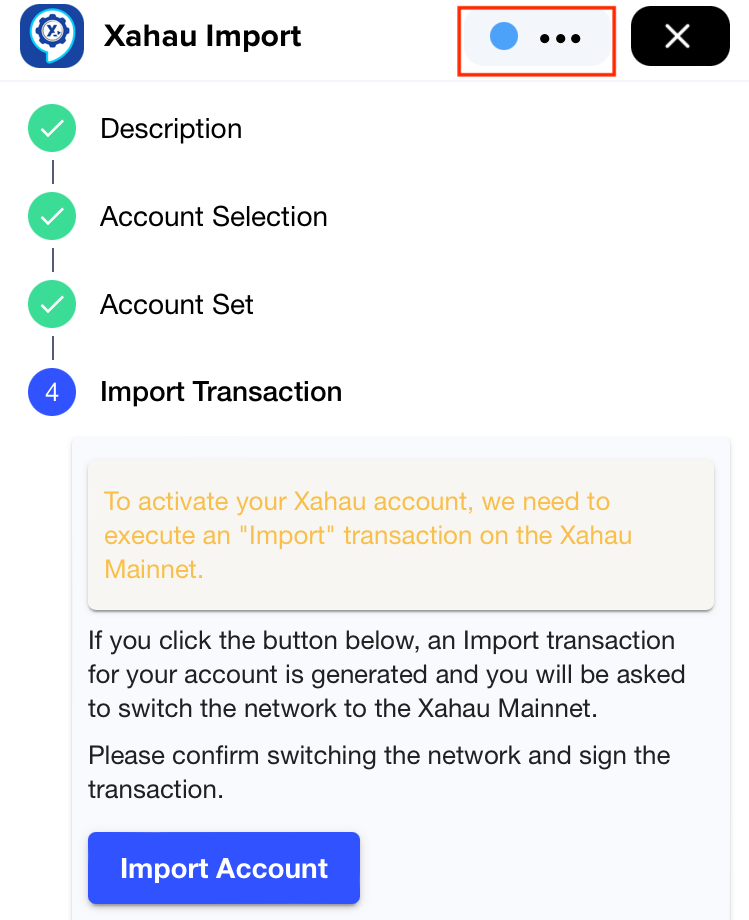 Xahau Import
Description
Account Selection
Account Set
4 Import Transaction
To activate your Xahau account, we need to
execute an "Import" transaction on the Xahau
Mainnet.
If you click the button below, an Import transaction
for your account is generated and you will be asked
to switch the network to the Xahau Mainnet.
Please confirm switching the network and sign the
transaction.
Import Account